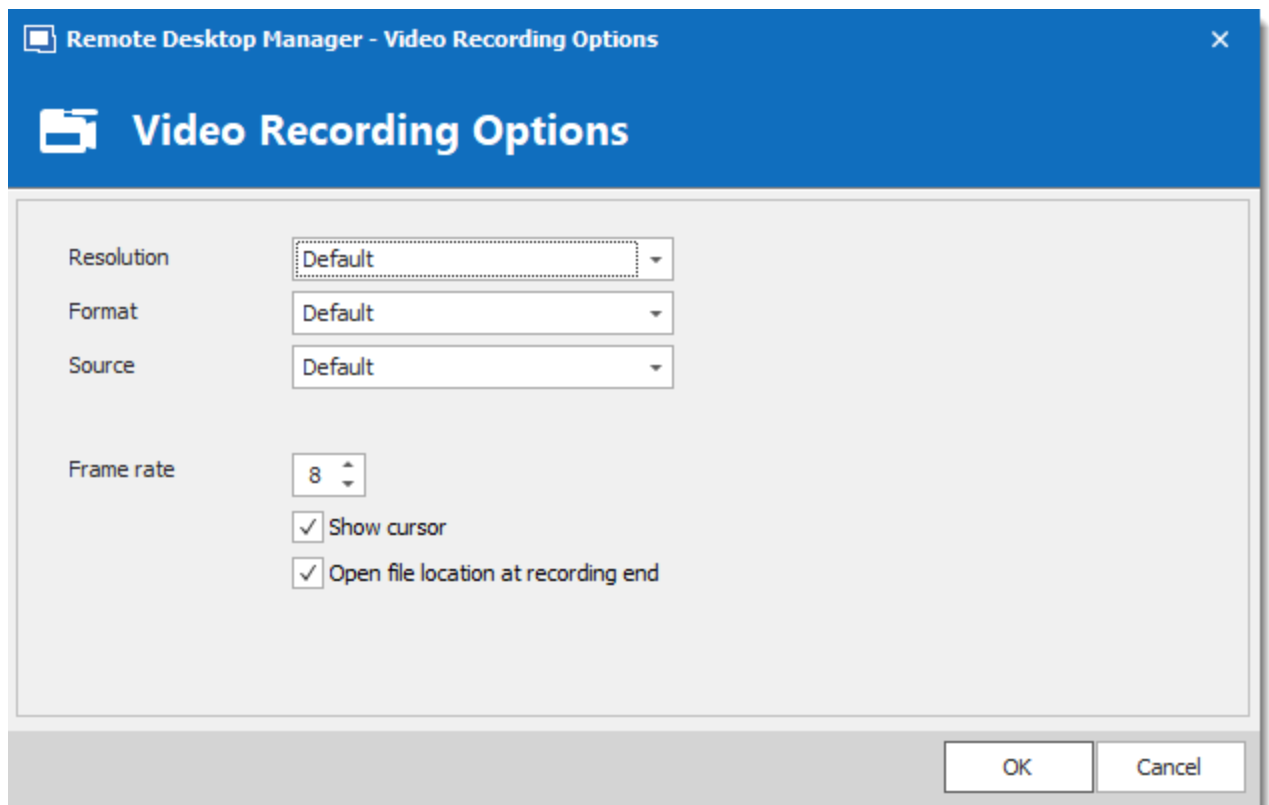 Remote Desktop Manager - Video Recording Options
Video Recording Options
Resolution Default
Format Default
Source Default
Frame rate 8
Show cursor
Open file location at recording end
OK Cancel